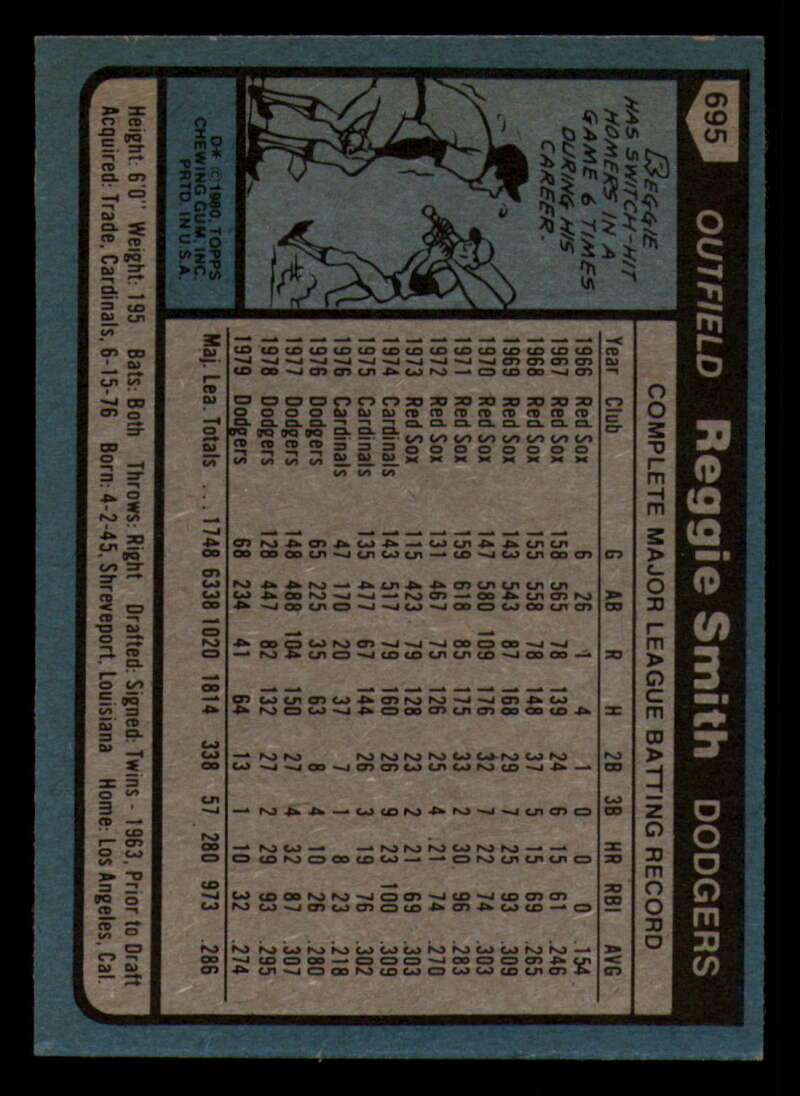 695 OUTFIELD Reggie Smith DODGERS
REGGIE
HAS SWITCH-HIT
HOMERS IN A
GAME 6 TIMES
DURING HIS
CAREER.
D* © 1980, TOPPS
CHEWING GUM, INC.
PRTD. IN U.S.A.
COMPLETE MAJOR LEAGUE BATTING RECORD
Year Club G AB R H 2B 3B HR RBI AVG
1966 Red Sox 6 26 1 4 1 0 0 0 .154
1967 Red Sox 158 565 78 139 24 6 15 61 .246
1968 Red Sox 155 558 78 148 37 5 15 69 .265
1969 Red Sox 143 543 87 168 29 7 25 93 .309
1970 Red Sox 147 580 109 176 32 7 22 74 .303
1971 Red Sox 159 618 85 175 33 2 30 96 .283
1972 Red Sox 131 467 75 126 25 4 21 74 .270
1973 Red Sox 115 423 79 128 23 2 21 69 .303
1974 Cardinals 143 517 79 160 26 9 23 100 .309
1975 Cardinals 135 477 67 144 26 3 19 76 .302
1976 Cardinals 47 170 20 37 7 1 8 23 .218
1976 Dodgers 65 225 35 63 8 4 10 26 .280
1977 Dodgers 148 488 104 150 27 4 32 87 .307
1978 Dodgers 128 447 82 132 27 2 29 93 .295
1979 Dodgers 68 234 41 64 13 1 10 32 .274
Maj. Lea. Totals ... 1748 6338 1020 1814 338 57 280 973 .286
Height: 6'0" Weight: 195 Bats: Both Throws: Right Drafted: Signed: Twins - 1963, Prior to Draft
Acquired: Trade, Cardinals, 6-15-76 Born: 4-2-45, Shreveport, Louisiana Home: Los Angeles, Cal.